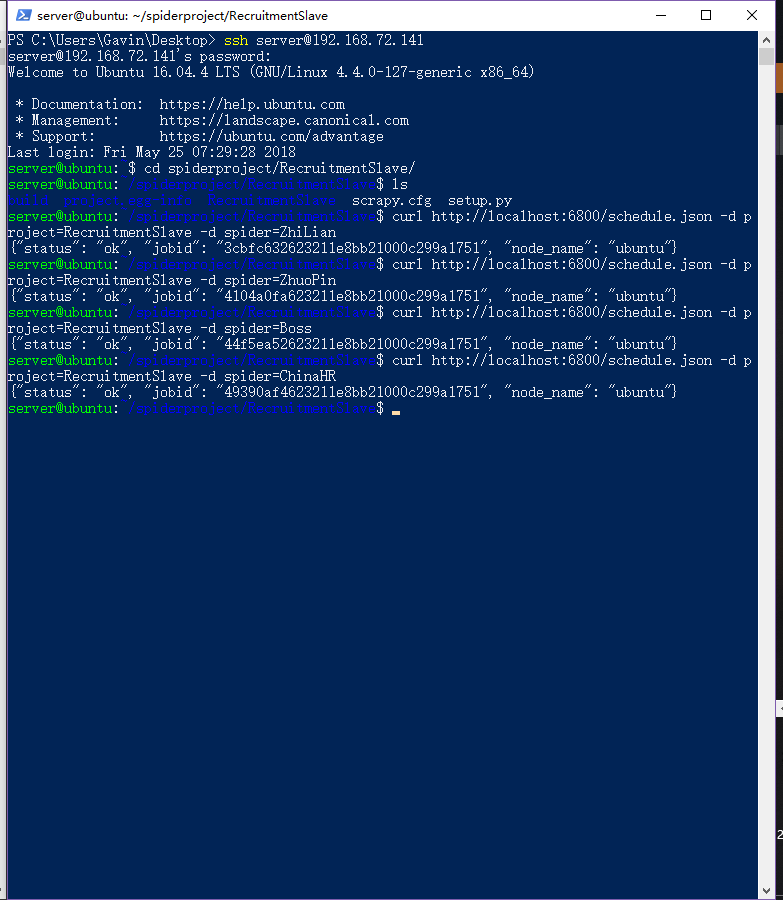 server@ubuntu: ~/spiderproject/RecruitmentSlave
PS C:\Users\Gavin\Desktop> ssh server@192.168.72.141
server@192.168.72.141's password:
Welcome to Ubuntu 16.04.4 LTS (GNU/Linux 4.4.0-127-generic x86_64)
* Documentation:  https://help.ubuntu.com
* Management:     https://landscape.canonical.com
* Support:        https://ubuntu.com/advantage
Last login: Fri May 25 07:29:28 2018
server@ubuntu:~$ cd spiderproject/RecruitmentSlave/
server@ubuntu:~/spiderproject/RecruitmentSlave$ ls
build  project.egg-info  RecruitmentSlave  scrapy.cfg  setup.py
server@ubuntu:~/spiderproject/RecruitmentSlave$ curl http://localhost:6800/schedule.json -d p
roject=RecruitmentSlave -d spider=ZhiLian
{"status": "ok", "jobid": "3cbfc632623211e8bb21000c299a1751", "node_name": "ubuntu"}
server@ubuntu:~/spiderproject/RecruitmentSlave$ curl http://localhost:6800/schedule.json -d p
roject=RecruitmentSlave -d spider=ZhuoPin
{"status": "ok", "jobid": "4104a0fa623211e8bb21000c299a1751", "node_name": "ubuntu"}
server@ubuntu:~/spiderproject/RecruitmentSlave$ curl http://localhost:6800/schedule.json -d p
roject=RecruitmentSlave -d spider=Boss
{"status": "ok", "jobid": "44f5ea52623211e8bb21000c299a1751", "node_name": "ubuntu"}
server@ubuntu:~/spiderproject/RecruitmentSlave$ curl http://localhost:6800/schedule.json -d p
roject=RecruitmentSlave -d spider=ChinaHR
{"status": "ok", "jobid": "49390af4623211e8bb21000c299a1751", "node_name": "ubuntu"}
server@ubuntu:~/spiderproject/RecruitmentSlave$
2